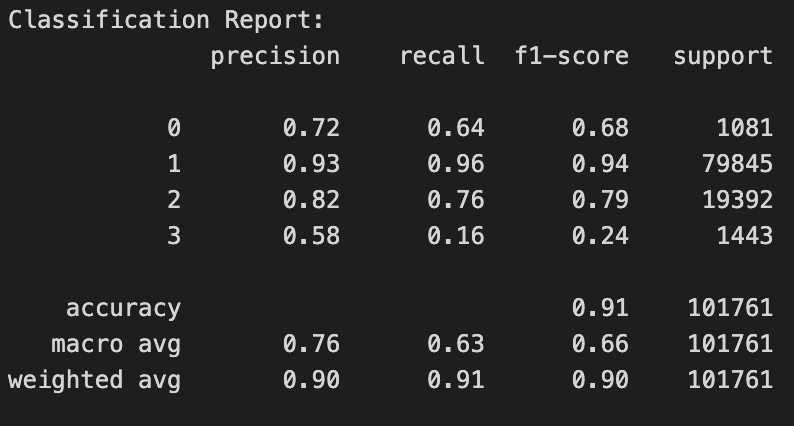 Classification Report:
precision recall f1-score support
0 0.72 0.64 0.68 1081
1 0.93 0.96 0.94 79845
2 0.82 0.76 0.79 19392
3 0.58 0.16 0.24 1443
accuracy 0.91 101761
macro avg 0.76 0.63 0.66 101761
weighted avg 0.90 0.91 0.90 101761